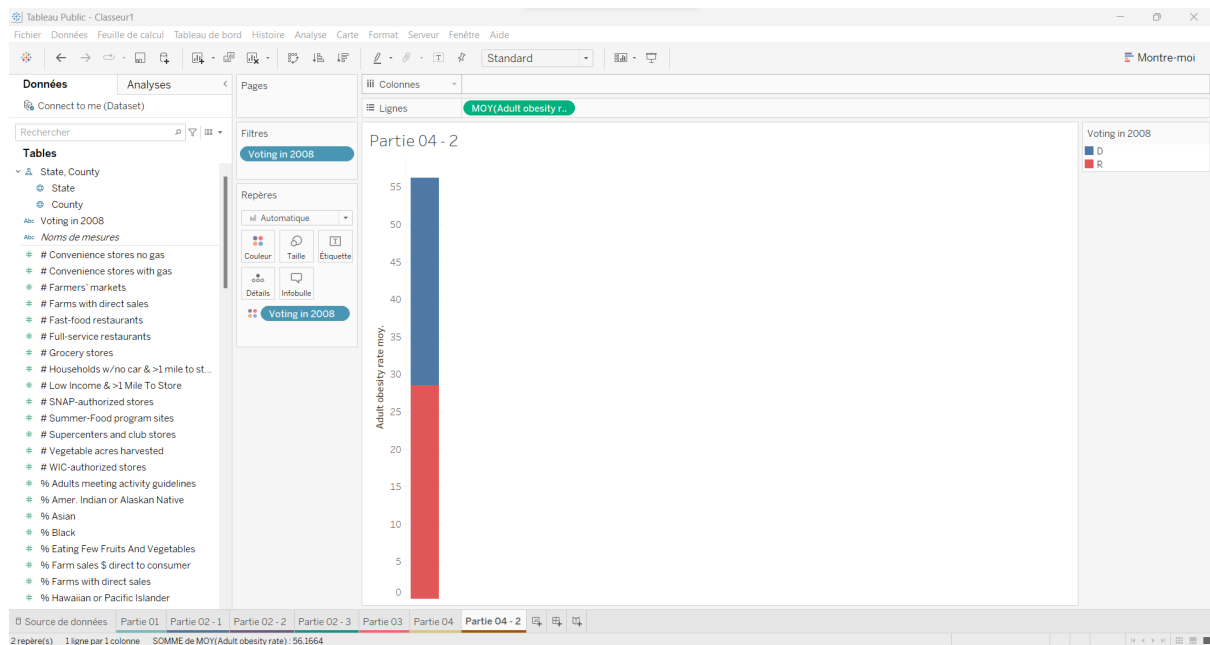 Tableau Public - Classeur1
Fichier Données Feuille de calcul Tableau de bord Histoire Analyse Carte Format Serveur Fenêtre Aide
Standard
Montre-moi
Données Analyses
Connect to me (Dataset)
Rechercher
Tables
State, County
State
County
Abc Voting in 2008
Abc Noms de mesures
# # Convenience stores no gas
# # Convenience stores with gas
# # Farmers' markets
# # Farms with direct sales
# # Fast-food restaurants
# # Full-service restaurants
# # Grocery stores
# # Households w/no car & >1 mile to st...
# # Low Income & >1 Mile To Store
# # SNAP-authorized stores
# # Summer-Food program sites
# # Supercenters and club stores
# # Vegetable acres harvested
# # WIC-authorized stores
# % Adults meeting activity guidelines
# % Amer. Indian or Alaskan Native
# % Asian
# % Black
# % Eating Few Fruits And Vegetables
# % Farm sales $ direct to consumer
# % Farms with direct sales
# % Hawaiian or Pacific Islander
Pages
Filtres
Voting in 2008
Repères
Automatique
Couleur Taille Étiquette
Détails Infobulle
Voting in 2008
Colonnes
Lignes
MOY(Adult obesity r..
Partie 04 - 2
Adult obesity rate moy.
55
50
45
40
35
30
25
20
15
10
5
0
Voting in 2008
D
R
Source de données Partie 01 Partie 02 - 1 Partie 02 - 2 Partie 02 - 3 Partie 03 Partie 04 Partie 04 - 2
2 repère(s) 1 ligne par 1 colonne SOMME de MOY(Adult obesity rate) : 56,1664